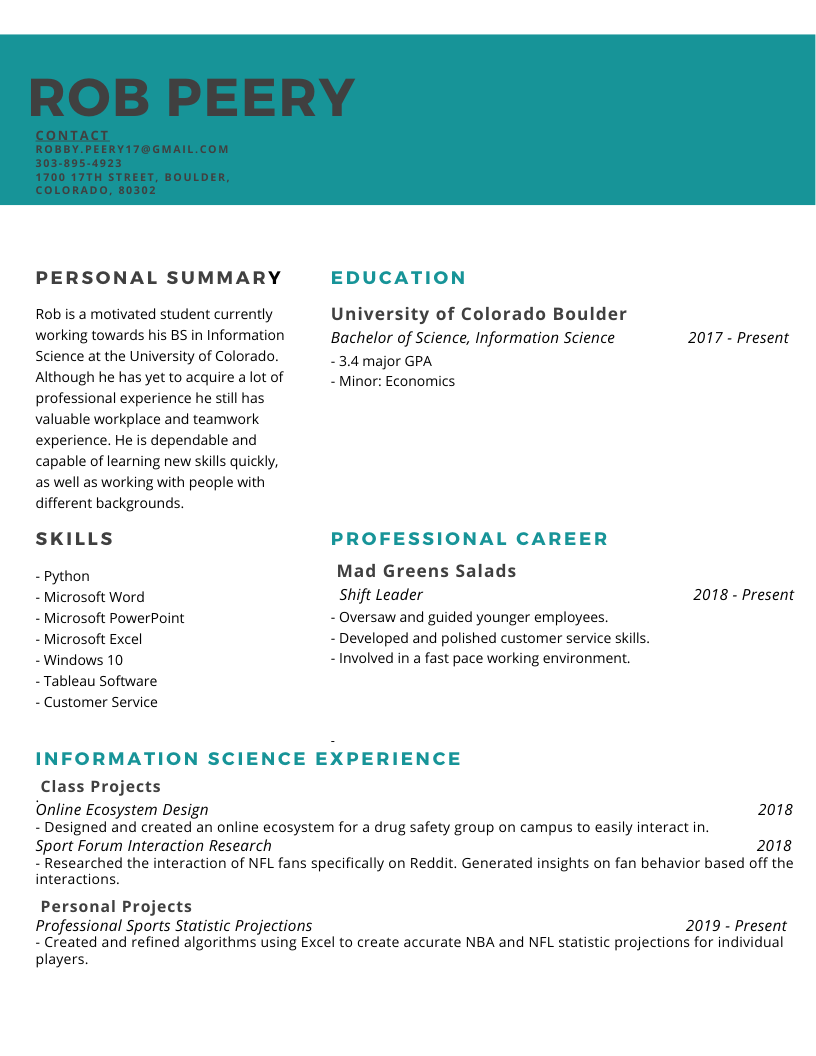 ROB PEERY
CONTACT
ROBBY.PEERY17@GMAIL.COM
303-895-4923
1700 17TH STREET, BOULDER,
COLORADO, 80302
PERSONAL SUMMARY
Rob is a motivated student currently
working towards his BS in Information
Science at the University of Colorado.
Although he has yet to acquire a lot of
professional experience he still has
valuable workplace and teamwork
experience. He is dependable and
capable of learning new skills quickly,
as well as working with people with
different backgrounds.
EDUCATION
University of Colorado Boulder
Bachelor of Science, Information Science 2017 - Present
- 3.4 major GPA
- Minor: Economics
SKILLS
- Python
- Microsoft Word
- Microsoft PowerPoint
- Microsoft Excel
- Windows 10
- Tableau Software
- Customer Service
PROFESSIONAL CAREER
Mad Greens Salads
Shift Leader 2018 - Present
- Oversaw and guided younger employees.
- Developed and polished customer service skills.
- Involved in a fast pace working environment.
-
INFORMATION SCIENCE EXPERIENCE
Class Projects
.
Online Ecosystem Design 2018
- Designed and created an online ecosystem for a drug safety group on campus to easily interact in.
Sport Forum Interaction Research 2018
- Researched the interaction of NFL fans specifically on Reddit. Generated insights on fan behavior based off the
interactions.
Personal Projects
Professional Sports Statistic Projections 2019 - Present
- Created and refined algorithms using Excel to create accurate NBA and NFL statistic projections for individual
players.